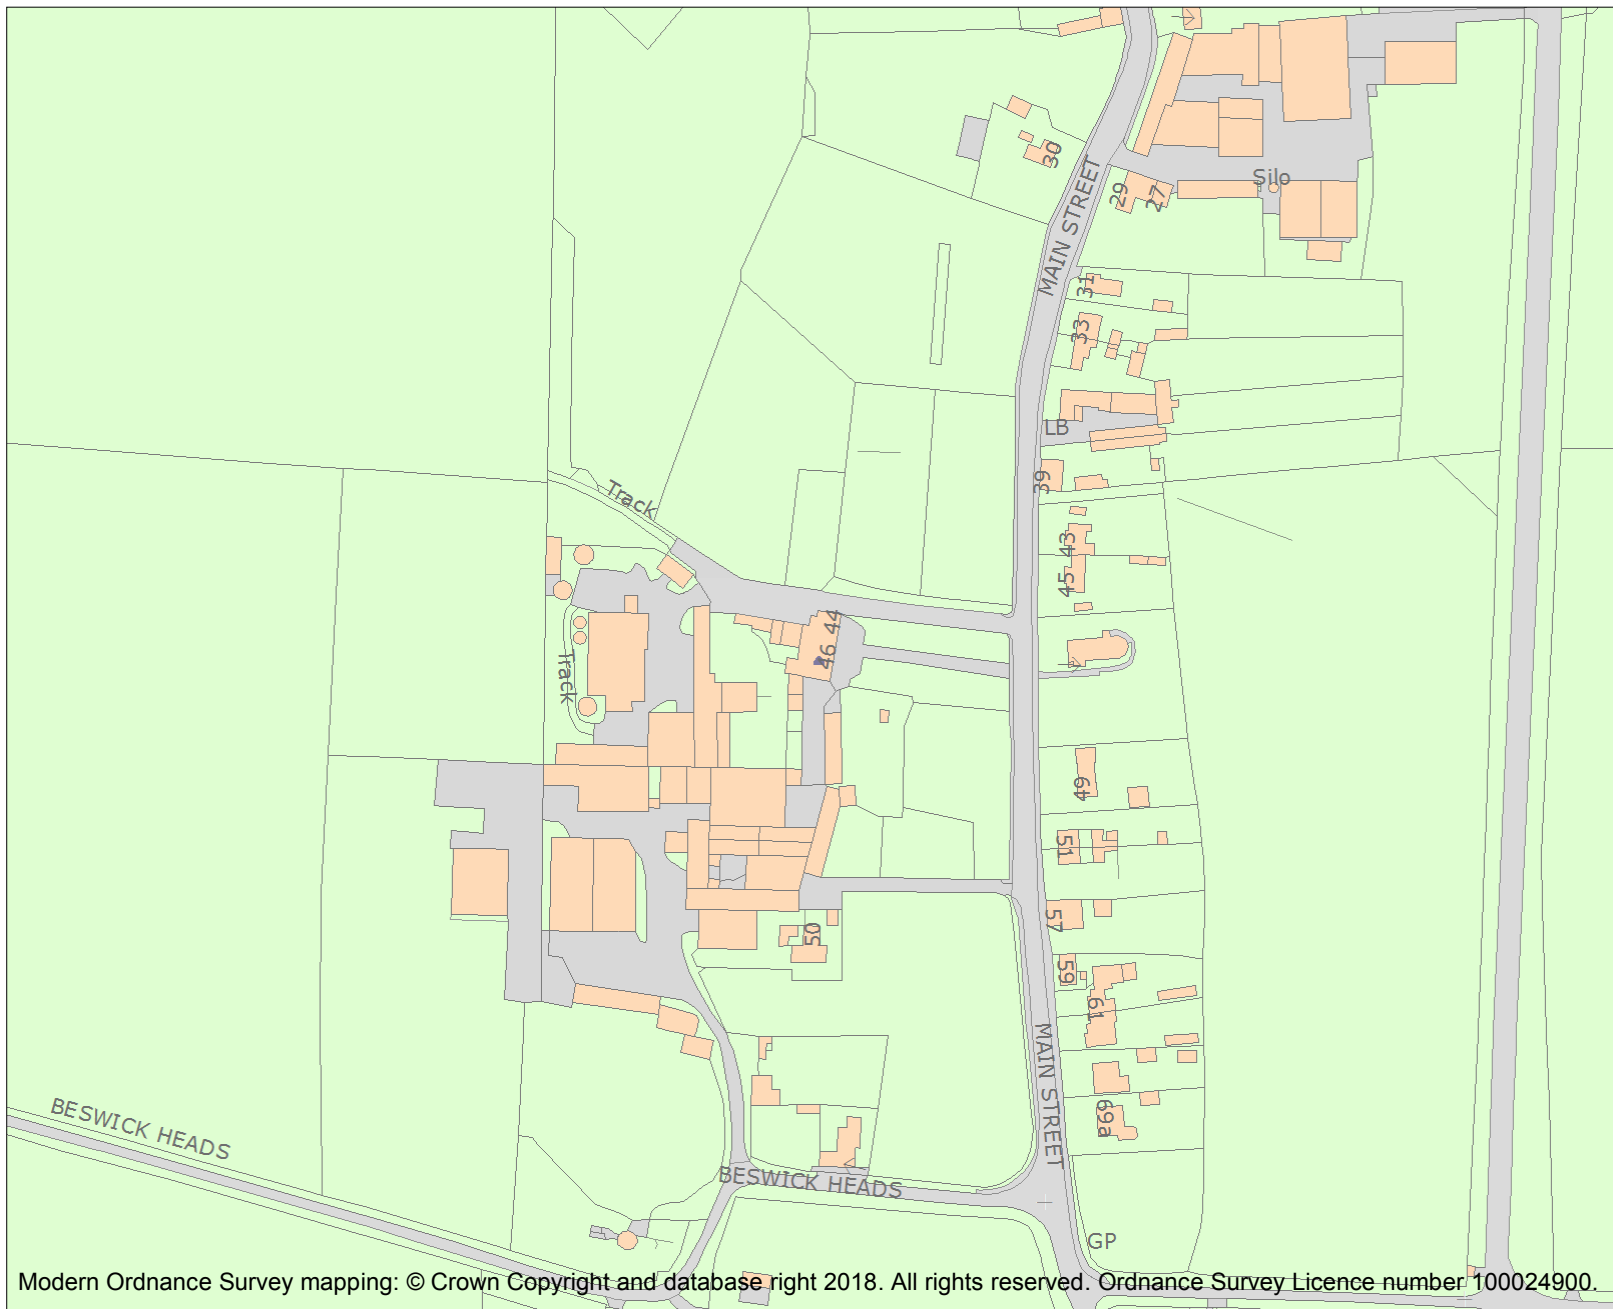 30
MAIN STREET
29
27
Silo
31
33
LB
39
Track
43
45
44
46
Track
49
51
57
50
59
61
MAIN STREET
69a
BESWICK HEADS
BESWICK HEADS
GP
Modern Ordnance Survey mapping: © Crown Copyright and database right 2018. All rights reserved. Ordnance Survey Licence number 100024900.